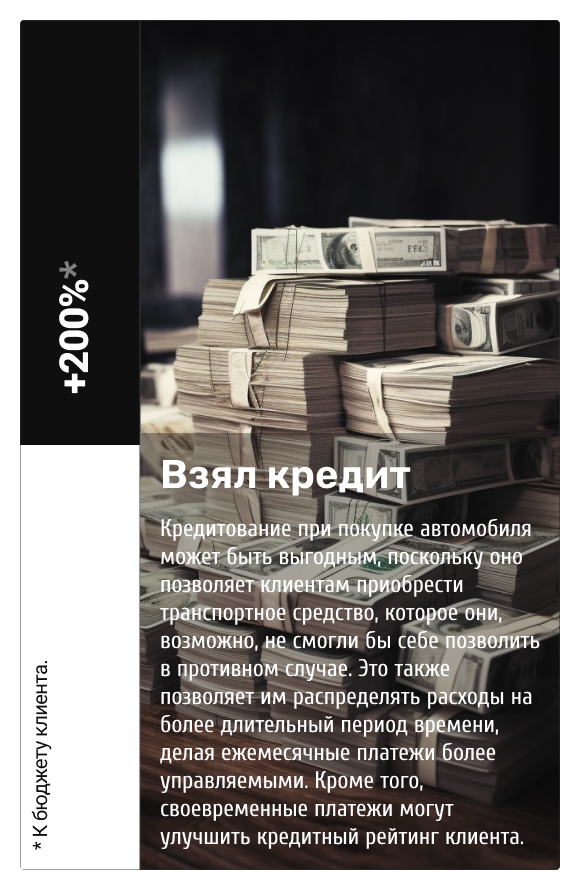 +200%*
* К бюджету клиента.
Взял кредит
Кредитование при покупке автомобиля
может быть выгодным, поскольку оно
позволяет клиентам приобрести
транспортное средство, которое они,
возможно, не смогли бы себе позволить
в противном случае. Это также
позволяет им распределять расходы на
более длительный период времени,
делая ежемесячные платежи более
управляемыми. Кроме того,
своевременные платежи могут
улучшить кредитный рейтинг клиента.